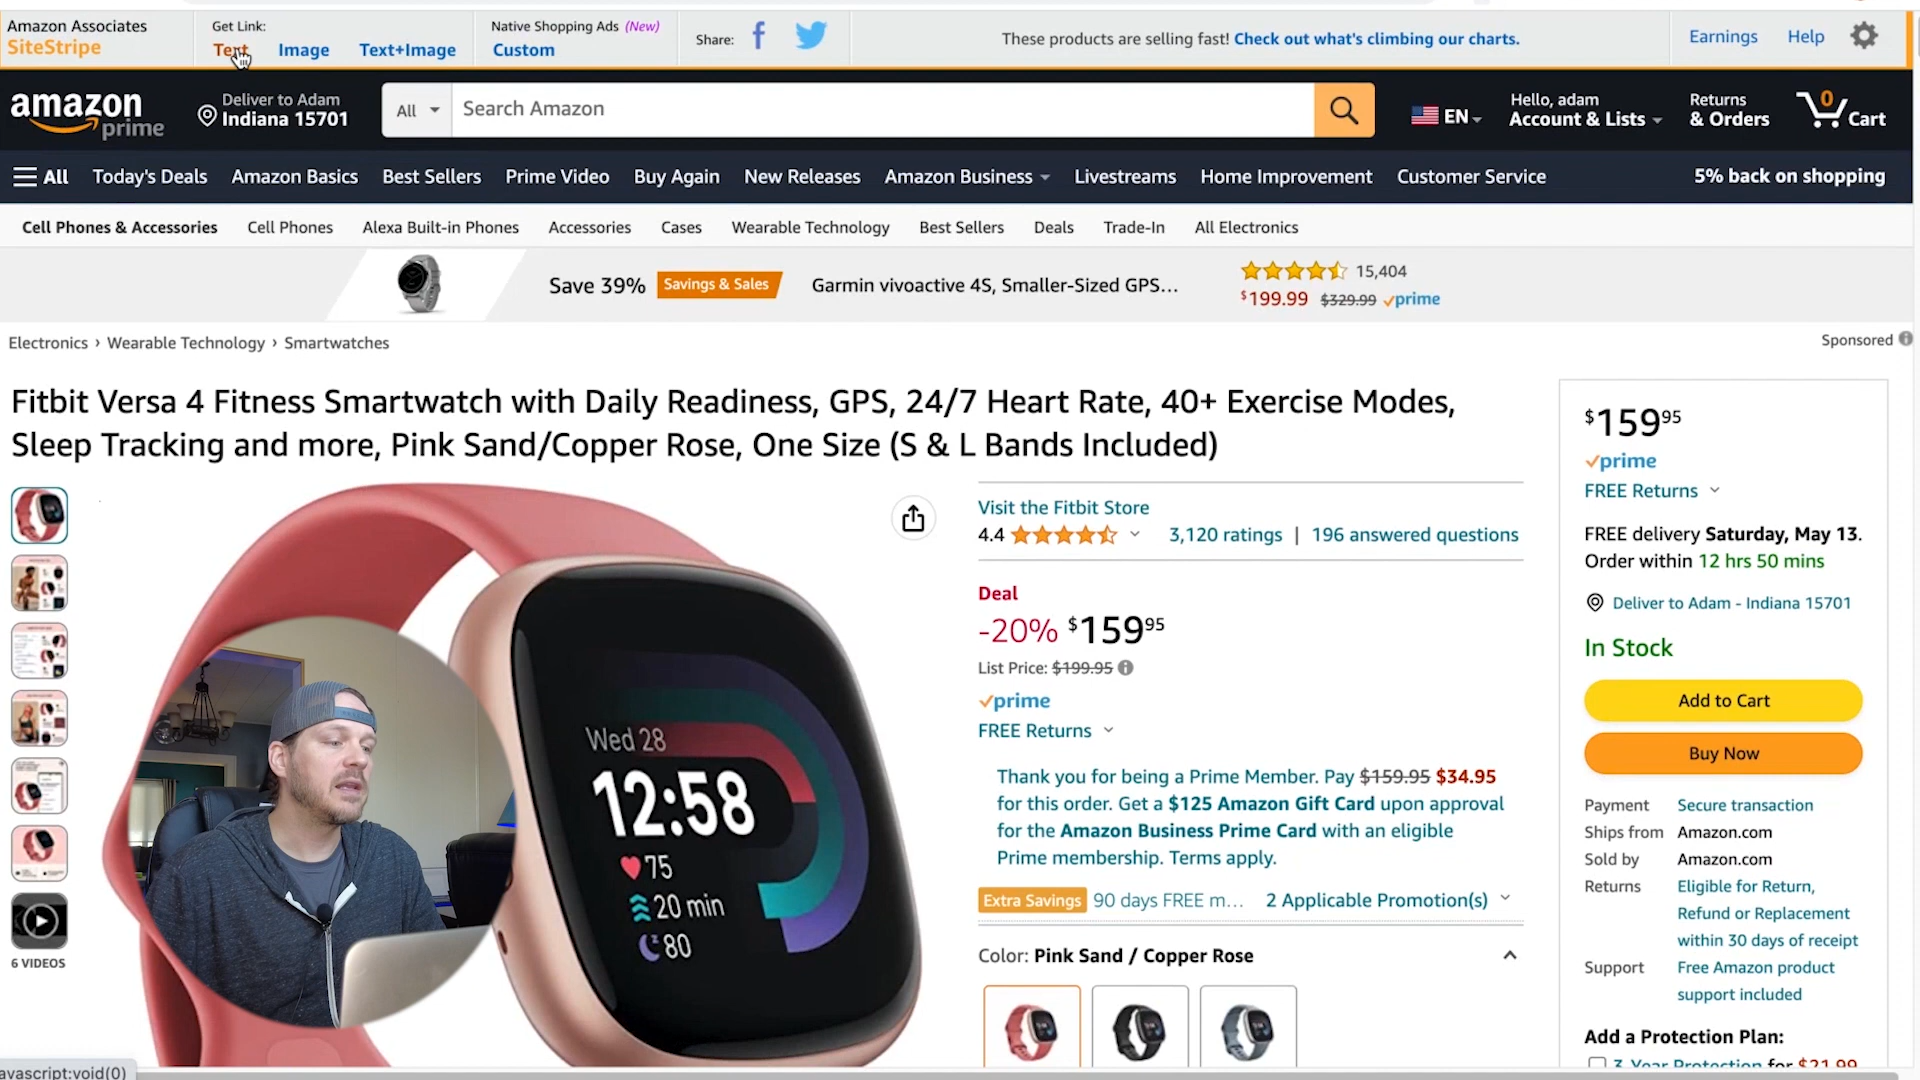 Amazon Associates
SiteStripe
Get Link:
Text
Image
Text+Image
Native Shopping Ads (New)
Custom
Share:
These products are selling fast! Check out what's climbing our charts.
Earnings
Help
amazon
prime
Deliver to Adam
Indiana 15701
All
Search Amazon
EN
Hello, adam
Account & Lists
Returns
& Orders
0
Cart
All
Today's Deals
Amazon Basics
Best Sellers
Prime Video
Buy Again
New Releases
Amazon Business
Livestreams
Home Improvement
Customer Service
5% back on shopping
Cell Phones & Accessories
Cell Phones
Alexa Built-in Phones
Accessories
Cases
Wearable Technology
Best Sellers
Deals
Trade-In
All Electronics
Save 39%
Savings & Sales
Garmin vivoactive 4S, Smaller-Sized GPS...
15,404
$199.99 $329.99 prime
Electronics › Wearable Technology › Smartwatches
Sponsored
Fitbit Versa 4 Fitness Smartwatch with Daily Readiness, GPS, 24/7 Heart Rate, 40+ Exercise Modes,
Sleep Tracking and more, Pink Sand/Copper Rose, One Size (S & L Bands Included)
6 VIDEOS
Wed 28
12:58
75
20 min
80
Visit the Fitbit Store
4.4
3,120 ratings | 196 answered questions
Deal
-20% $159 95
List Price: $199.95
prime
FREE Returns
Thank you for being a Prime Member. Pay $159.95 $34.95
for this order. Get a $125 Amazon Gift Card upon approval
for the Amazon Business Prime Card with an eligible
Prime membership. Terms apply.
Extra Savings 90 days FREE m... 2 Applicable Promotion(s)
Color: Pink Sand / Copper Rose
$159 95
prime
FREE Returns
FREE delivery Saturday, May 13.
Order within 12 hrs 50 mins
Deliver to Adam - Indiana 15701
In Stock
Add to Cart
Buy Now
Payment Secure transaction
Ships from Amazon.com
Sold by Amazon.com
Returns Eligible for Return,
Refund or Replacement
within 30 days of receipt
Support Free Amazon product
support included
Add a Protection Plan:
3-Year Protection for $21.99
avascript:void(0)